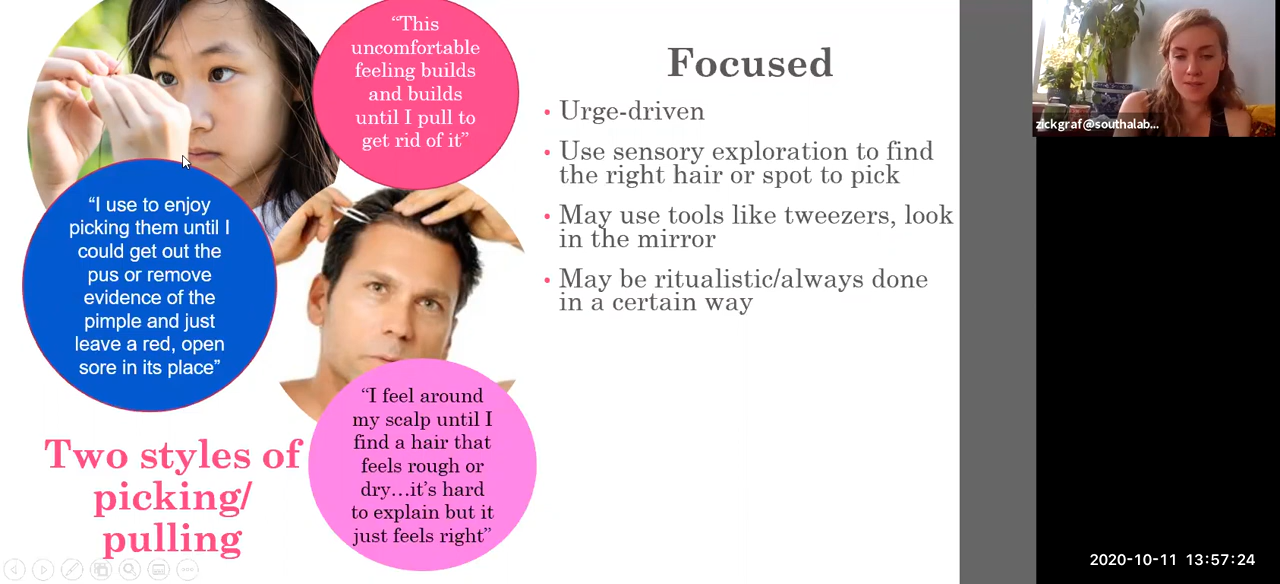 “This
uncomfortable
feeling builds
and builds
until I pull to
get rid of it”
“I use to enjoy
picking them until I
could get out the
pus or remove
evidence of the
pimple and just
leave a red, open
sore in its place”
“I feel around
my scalp until I
find a hair that
feels rough or
dry…it’s hard
to explain but it
just feels right”
Two styles of
picking/
pulling
Focused
• Urge-driven
• Use sensory exploration to find
the right hair or spot to pick
• May use tools like tweezers, look
in the mirror
• May be ritualistic/always done
in a certain way
zickgraf@southalab...
2020-10-11 13:57:24